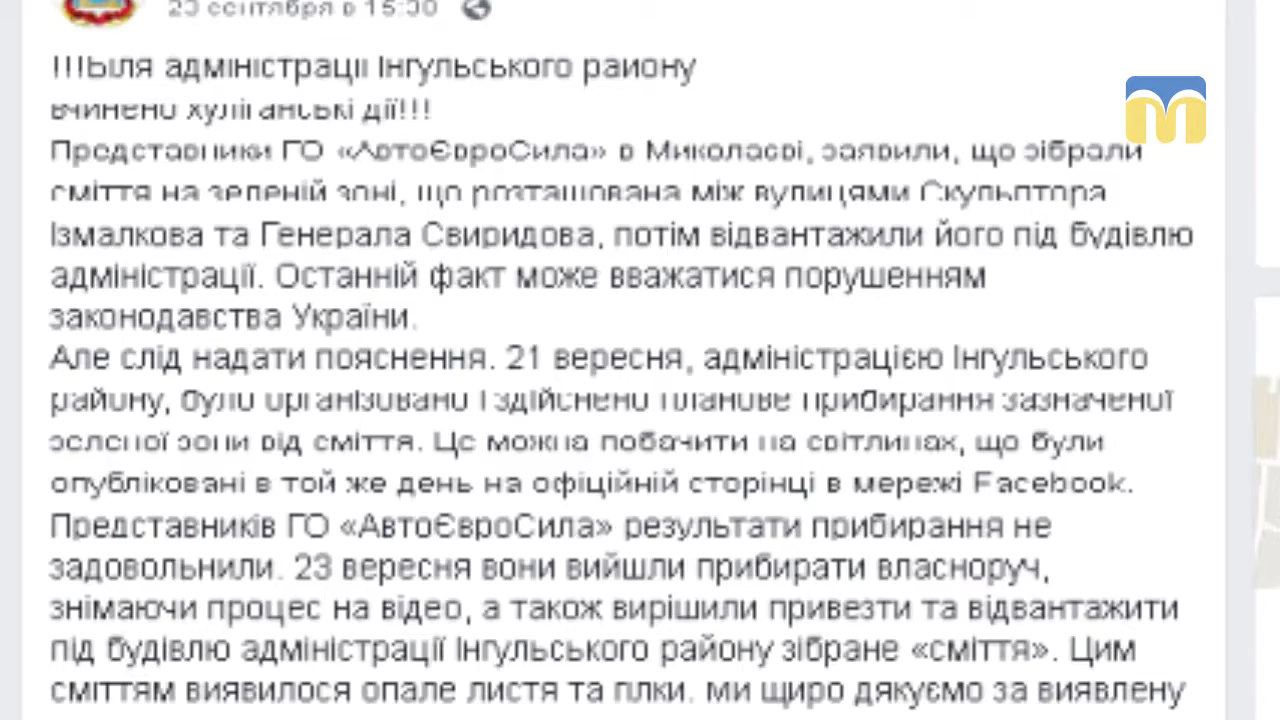 23 сентября в 15:30
!!!Біля адміністрації Інгульського району
вчинено хуліганські дії!!!
Представники ГО «АвтоЄвроСила» в Миколаєві, заявили, що зібрали
сміття на зеленій зоні, що розташована між вулицями Скульптора
Ізмалкова та Генерала Свиридова, потім відвантажили його під будівлю
адміністрації. Останній факт може вважатися порушенням
законодавства України.
Але слід надати пояснення. 21 вересня, адміністрацією Інгульського
району, було організовано і здійснено планове прибирання зазначеної
зеленої зони від сміття. Це можна побачити на світлинах, що були
опубліковані в той же день на офіційній сторінці в мережі Facebook.
Представників ГО «АвтоЄвроСила» результати прибирання не
задовольнили. 23 вересня вони вийшли прибирати власноруч,
знімаючи процес на відео, а також вирішили привезти та відвантажити
під будівлю адміністрації Інгульського району зібране «сміття». Цим
сміттям виявилося опале листя та гілки. ми щиро дякуємо за виявлену